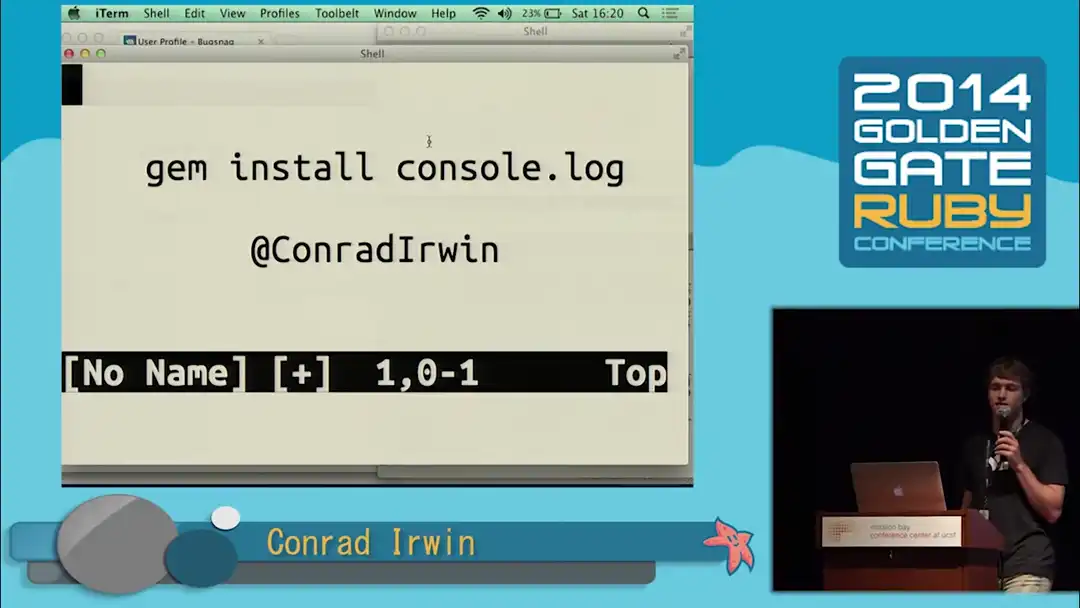 iTerm Shell Edit View Profiles Toolbelt Window Help 23% Sat 16:20
User Profile - Bugsnag
Shell
Shell
gem install console.log
@ConradIrwin
[No Name] [+] 1,0-1 Top
2014
GOLDEN
GATE
RUBY
CONFERENCE
mission bay
conference center at ucsf
Conrad Irwin